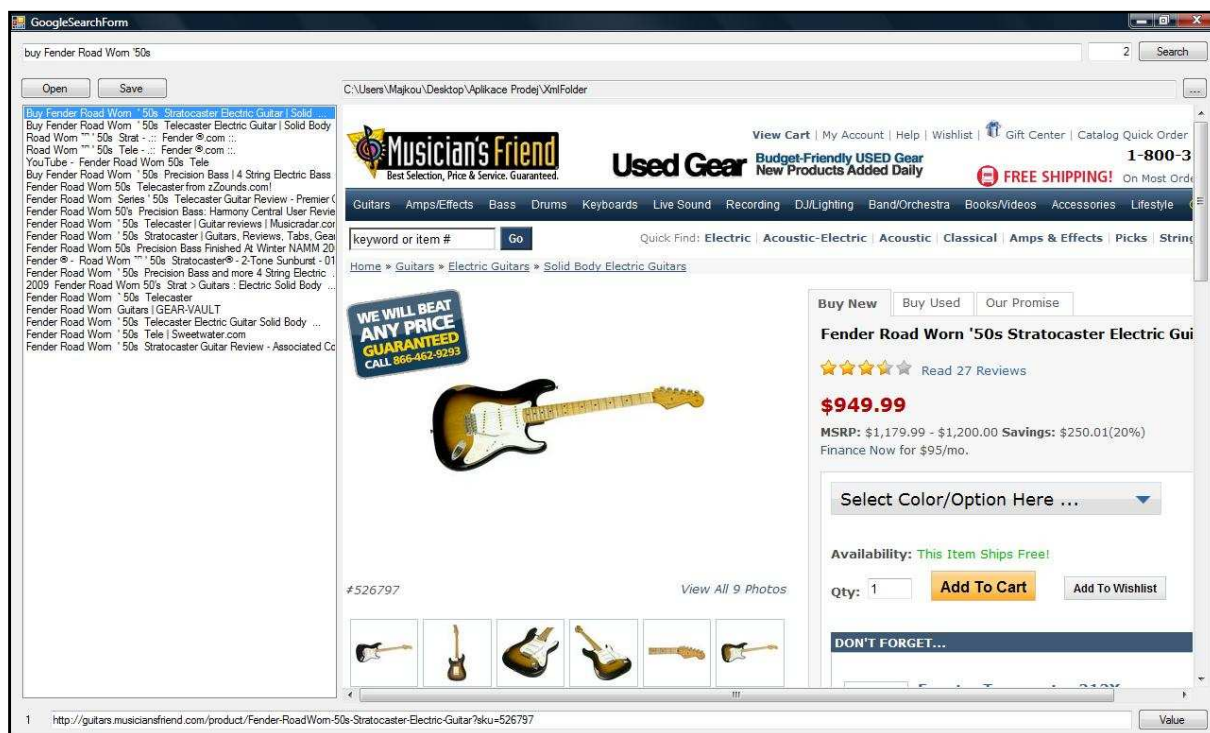 GoogleSearchForm
buy Fender Road Worn '50s
2
Search
Open
Save
C:\Users\Majkou\Desktop\Aplikace Prodej\XmlFolder
...
Buy Fender Road Worn ' 50s Stratocaster Electric Guitar | Solid ...
Buy Fender Road Worn ' 50s Telecaster Electric Guitar | Solid Body
Road Worn ™ ' 50s Strat - .:: Fender ®.com ::.
Road Worn ™ ' 50s Tele - .:: Fender ®.com ::.
YouTube - Fender Road Worn 50s Tele
Buy Fender Road Worn ' 50s Precision Bass | 4 String Electric Bass
Fender Road Worn 50s Telecaster from zZounds.com!
Fender Road Worn Series ' 50s Telecaster Guitar Review - Premier G
Fender Road Worn 50's Precision Bass: Harmony Central User Revie
Fender Road Worn ' 50s Telecaster | Guitar reviews | Musicradar.com
Fender Road Worn ' 50s Stratocaster | Guitars, Reviews, Tabs, Gear
Fender Road Worn 50s Precision Bass Finished At Winter NAMM 20
Fender ® - Road Worn ™ ' 50s Stratocaster® - 2-Tone Sunburst - 01
Fender Road Worn ' 50s Precision Bass and more 4 String Electric .
2009 Fender Road Worn 50's Strat > Guitars : Electric Solid Body ...
Fender Road Worn ' 50s Telecaster
Fender Road Worn Guitars | GEAR-VAULT
Fender Road Worn ' 50s Telecaster Electric Guitar Solid Body ...
Fender Road Worn ' 50s Tele | Sweetwater.com
Fender Road Worn ' 50s Stratocaster Guitar Review - Associated Co
Musician's Friend
Best Selection, Price & Service. Guaranteed.
View Cart | My Account | Help | Wishlist | Gift Center | Catalog Quick Order
Used Gear Budget-Friendly USED Gear
New Products Added Daily
1-800-3
FREE SHIPPING! On Most Orde
Guitars Amps/Effects Bass Drums Keyboards Live Sound Recording DJ/Lighting Band/Orchestra Books/Videos Accessories Lifestyle
keyword or item # Go
Quick Find: Electric | Acoustic-Electric | Acoustic | Classical | Amps & Effects | Picks | String
Home » Guitars » Electric Guitars » Solid Body Electric Guitars
WE WILL BEAT
ANY PRICE
GUARANTEED
CALL 866-462-9293
Buy New Buy Used Our Promise
Fender Road Worn '50s Stratocaster Electric Gui
Read 27 Reviews
$949.99
MSRP: $1,179.99 - $1,200.00 Savings: $250.01(20%)
Finance Now for $95/mo.
Select Color/Option Here ...
Availability: This Item Ships Free!
Qty: 1 Add To Cart Add To Wishlist
#526797 View All 9 Photos
DON'T FORGET...
1 http://guitars.musiciansfriend.com/product/Fender-RoadWorn-50s-Stratocaster-Electric-Guitar?sku=526797
Value